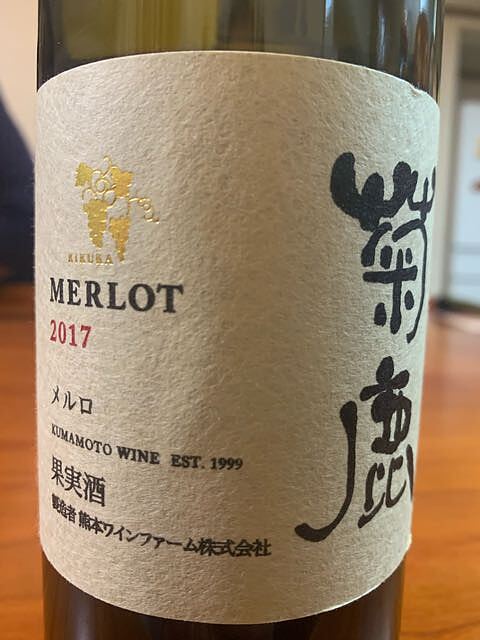 KIKUKA
MERLOT
2017
メルロ
KUMAMOTO WINE EST. 1999
果実酒
製造者 熊本ワインファーム株式会社
菊鹿